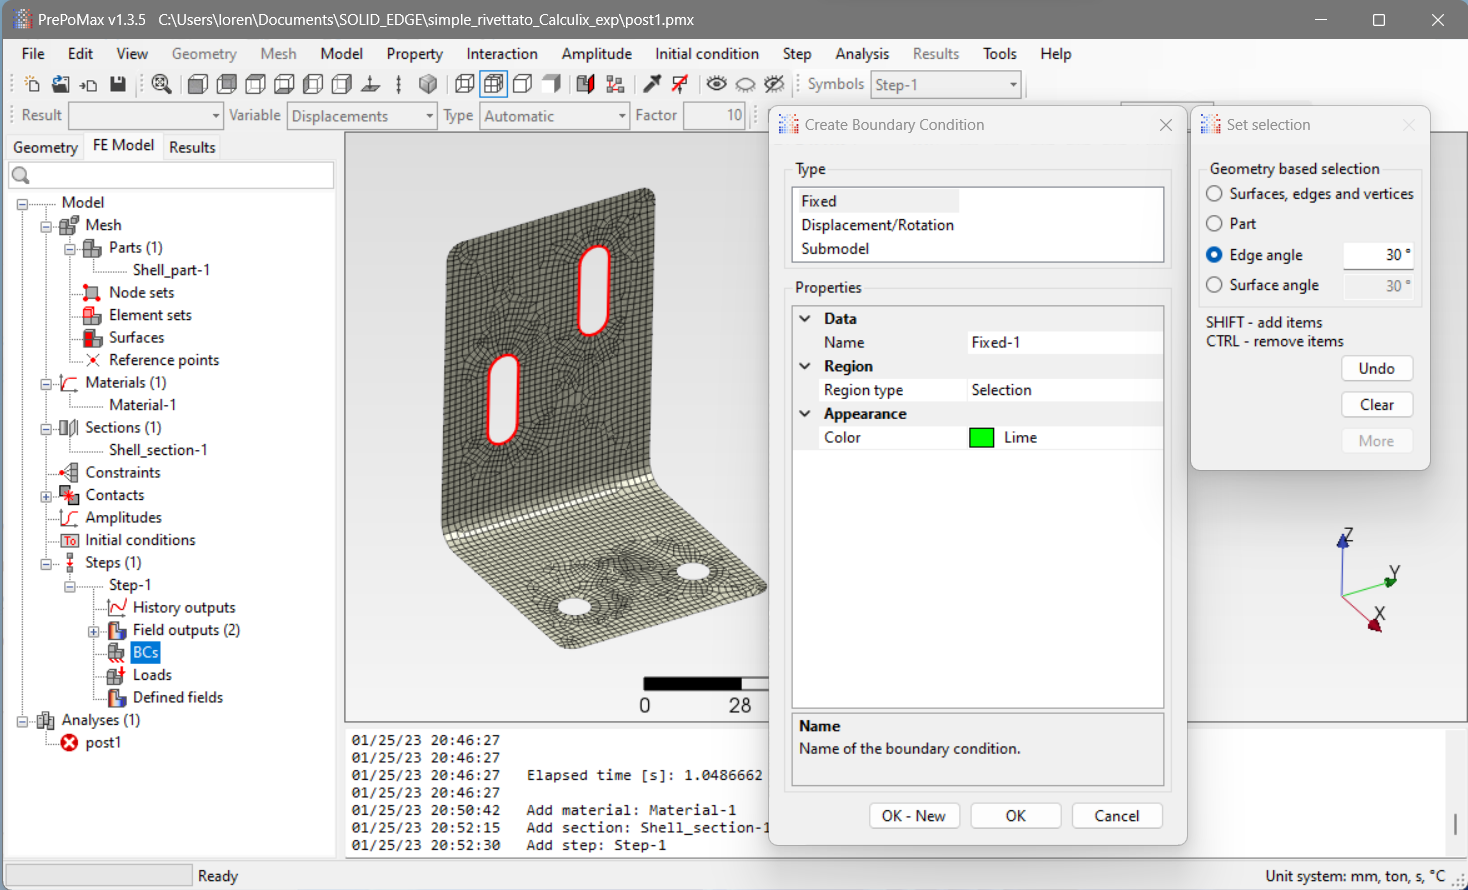 PrePoMax v1.3.5   C:\Users\loren\Documents\SOLID_EDGE\simple_rivettato_Calculix_exp\post1.pmx
File Edit View Geometry Mesh Model Property Interaction Amplitude Initial condition Step Analysis Results Tools Help
Symbols Step-1
Result Variable Displacements Type Automatic Factor 10
Geometry FE Model Results
Model
Mesh
Parts (1)
Shell_part-1
Node sets
Element sets
Surfaces
Reference points
Materials (1)
Material-1
Sections (1)
Shell_section-1
Constraints
Contacts
Amplitudes
Initial conditions
Steps (1)
Step-1
History outputs
Field outputs (2)
BCs
Loads
Defined fields
Analyses (1)
post1
0 28
Z
Y
X
01/25/23 20:46:27
01/25/23 20:46:27
01/25/23 20:46:27   Elapsed time [s]: 1.0486662
01/25/23 20:46:27
01/25/23 20:50:42   Add material: Material-1
01/25/23 20:52:15   Add section: Shell_section-1
01/25/23 20:52:30   Add step: Step-1
Create Boundary Condition
Type
Fixed
Displacement/Rotation
Submodel
Properties
Data
Name Fixed-1
Region
Region type Selection
Appearance
Color Lime
Name
Name of the boundary condition.
OK - New OK Cancel
Set selection
Geometry based selection
Surfaces, edges and vertices
Part
Edge angle 30 °
Surface angle 30 °
SHIFT - add items
CTRL - remove items
Undo
Clear
More
Ready
Unit system: mm, ton, s, °C